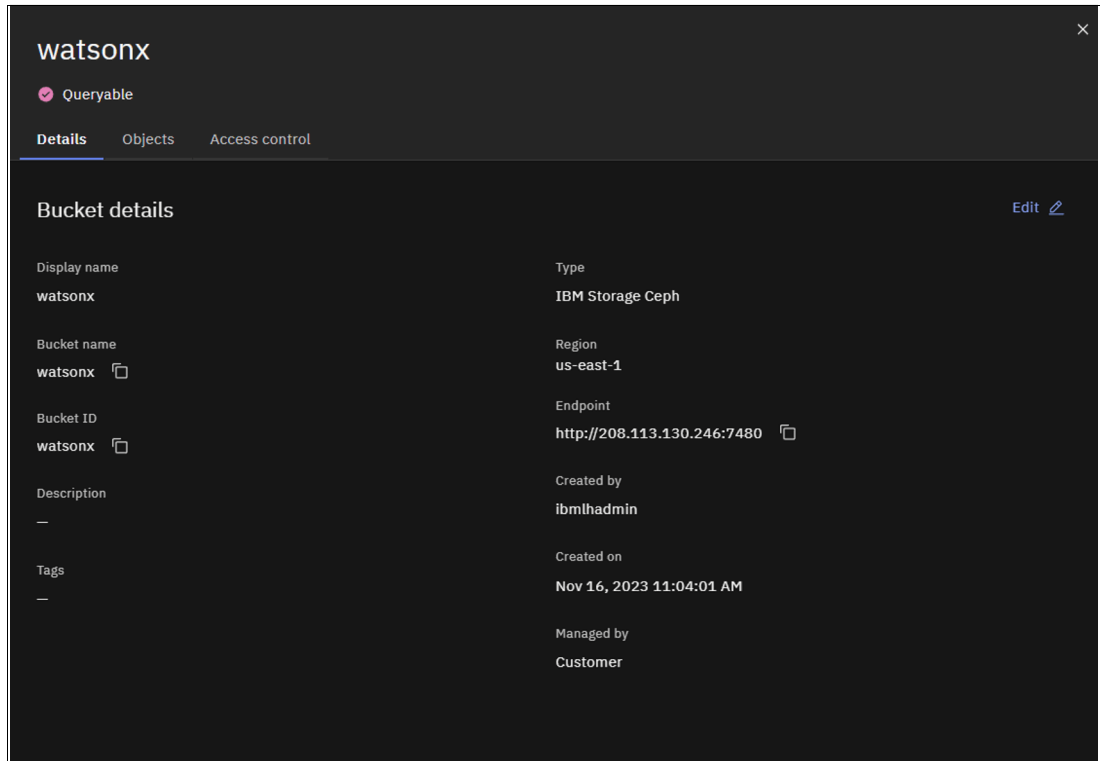 watsonx
Queryable
Details Objects Access control
Bucket details
Edit
Display name
watsonx
Bucket name
watsonx
Bucket ID
watsonx
Description
—
Tags
—
Type
IBM Storage Ceph
Region
us-east-1
Endpoint
http://208.113.130.246:7480
Created by
ibmlhadmin
Created on
Nov 16, 2023 11:04:01 AM
Managed by
Customer